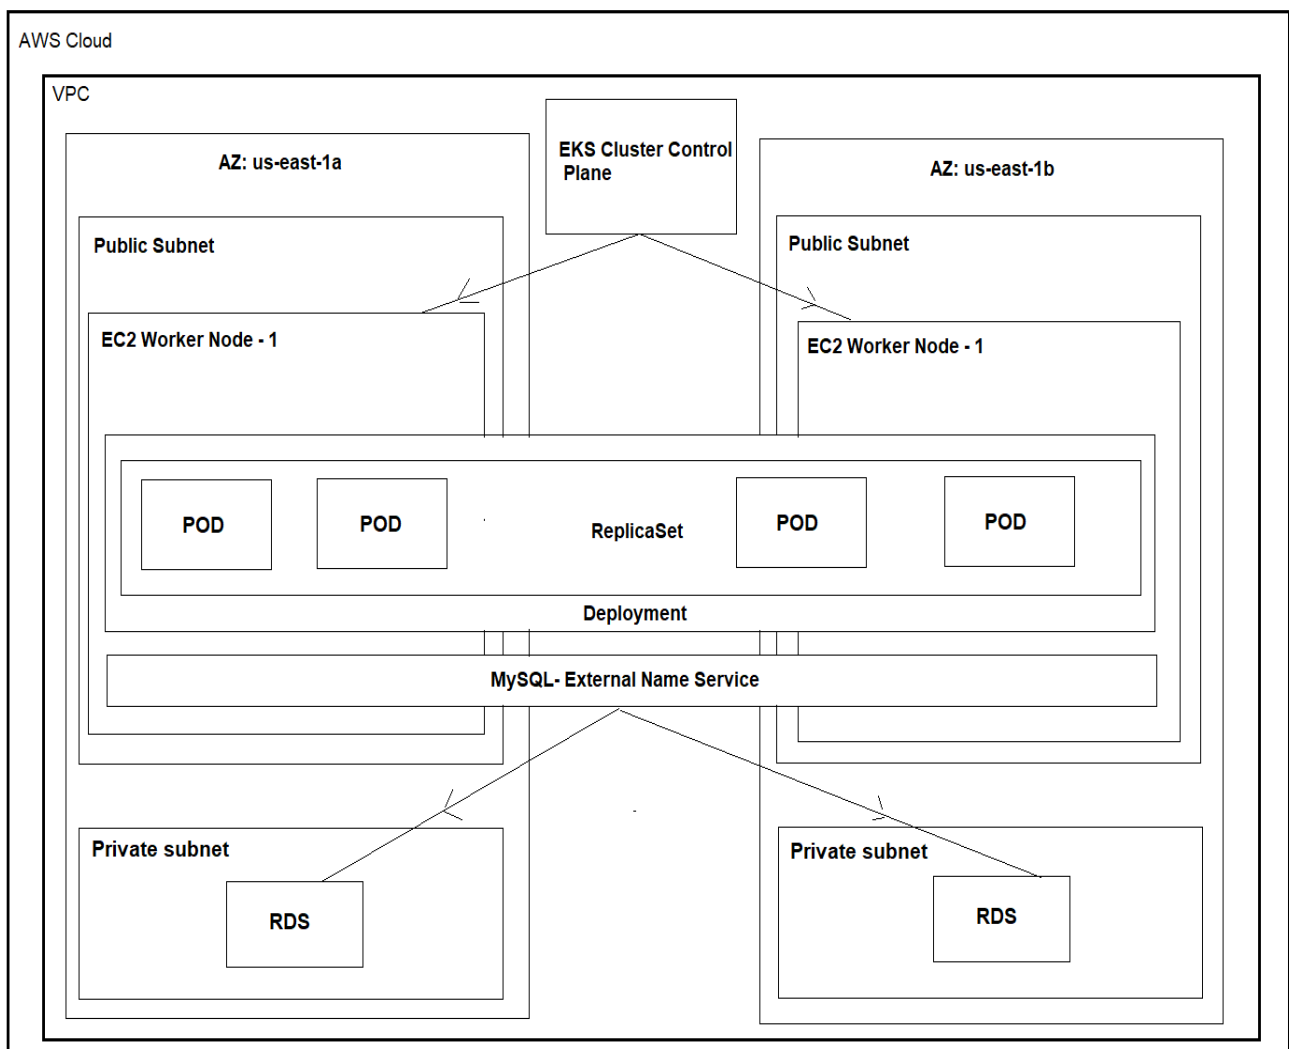 AWS Cloud
VPC
EKS Cluster Control
Plane
AZ: us-east-1a
AZ: us-east-1b
Public Subnet
Public Subnet
EC2 Worker Node - 1
EC2 Worker Node - 1
POD
POD
ReplicaSet
POD
POD
Deployment
MySQL- External Name Service
Private subnet
Private subnet
RDS
RDS